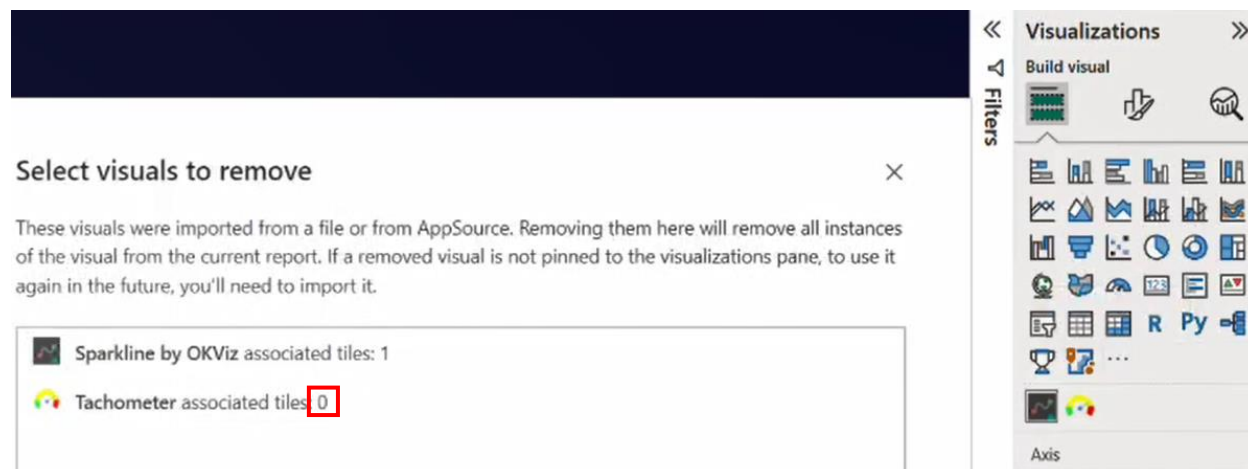 Visualizations
Build visual
Filters
Select visuals to remove
These visuals were imported from a file or from AppSource. Removing them here will remove all instances
of the visual from the current report. If a removed visual is not pinned to the visualizations pane, to use it
again in the future, you'll need to import it.
Sparkline by OKViz associated tiles: 1
Tachometer associated tiles 0
123
R Py
Axis